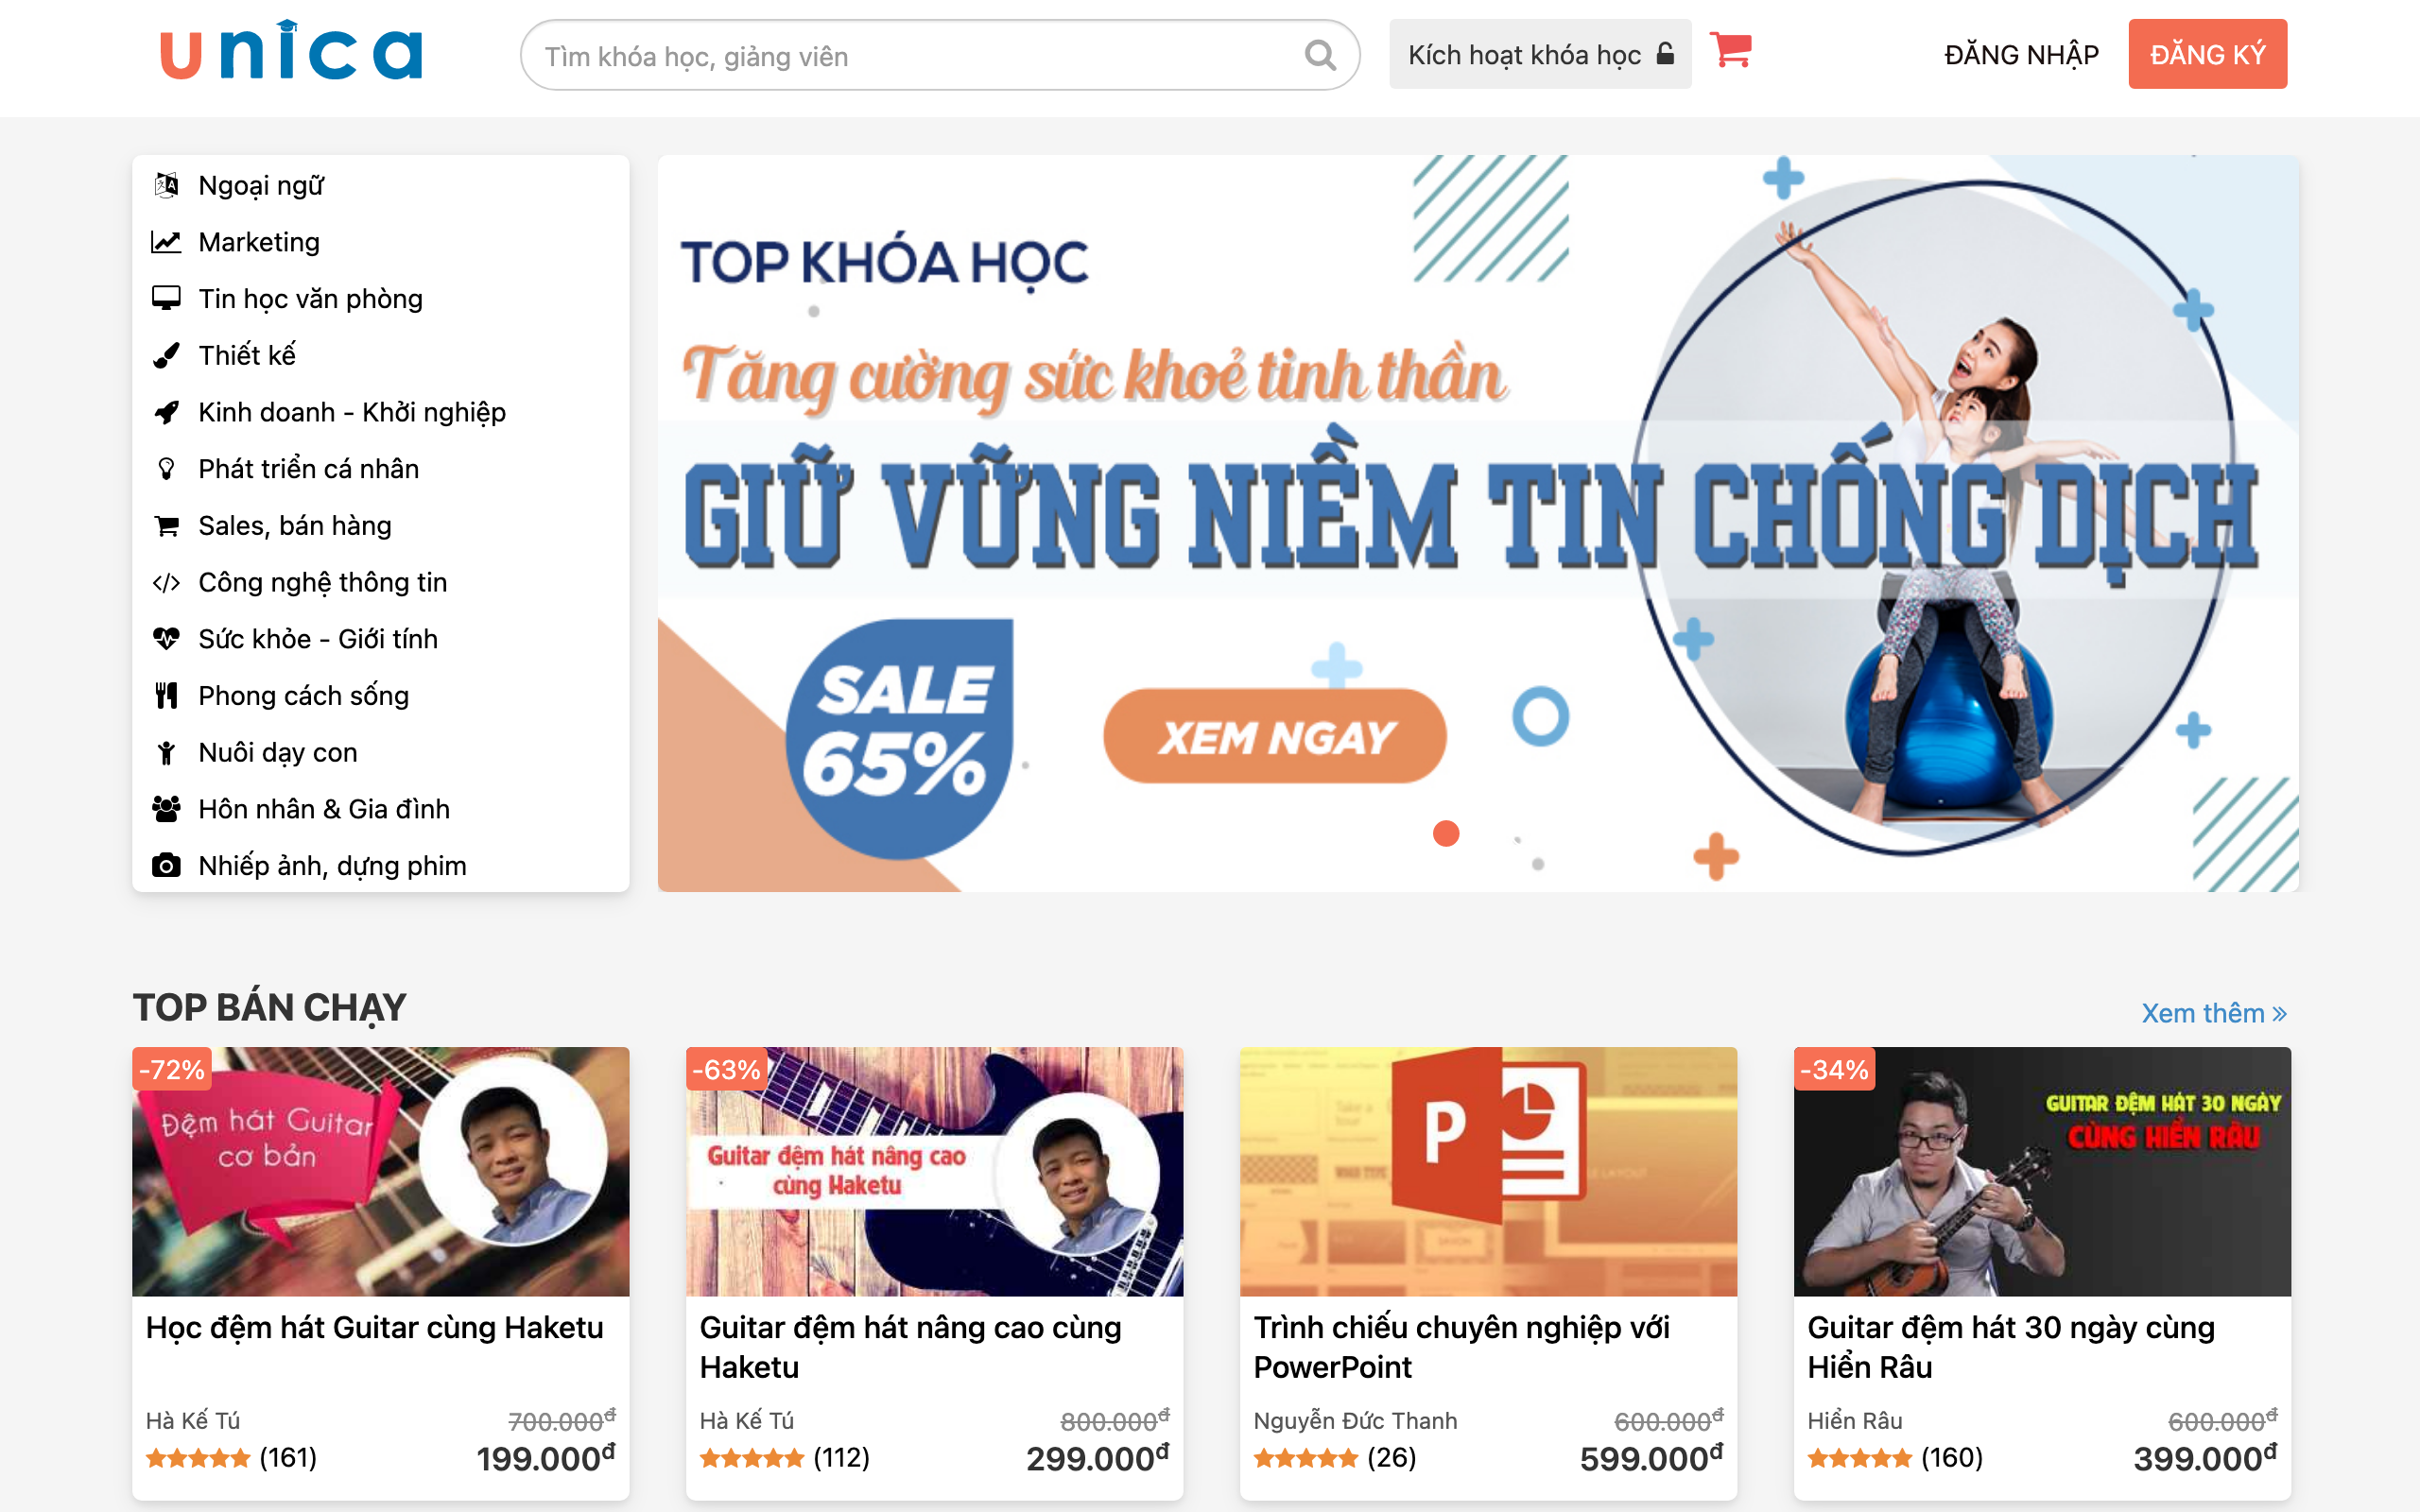 unica
Tìm khóa học, giảng viên
Kích hoạt khóa học
ĐĂNG NHẬP
ĐĂNG KÝ
Ngoại ngữ
Marketing
Tin học văn phòng
Thiết kế
Kinh doanh - Khởi nghiệp
Phát triển cá nhân
Sales, bán hàng
Công nghệ thông tin
Sức khỏe - Giới tính
Phong cách sống
Nuôi dạy con
Hôn nhân & Gia đình
Nhiếp ảnh, dựng phim
TOP KHÓA HỌC
Tăng cường sức khoẻ tinh thần
GIỮ VỮNG NIỀM TIN CHỐNG DỊCH
SALE
65%
XEM NGAY
TOP BÁN CHẠY
Xem thêm »
-72%
Đệm hát Guitar
cơ bản
Học đệm hát Guitar cùng Haketu
Hà Kế Tú
700.000đ
(161)
199.000đ
-63%
Guitar đệm hát nâng cao
cùng Haketu
Guitar đệm hát nâng cao cùng
Haketu
Hà Kế Tú
800.000đ
(112)
299.000đ
P
Take a
tour
Trình chiếu chuyên nghiệp với
PowerPoint
Nguyễn Đức Thanh
600.000đ
(26)
599.000đ
-34%
GUITAR ĐỆM HÁT 30 NGÀY
CÙNG HIỂN RÂU
Guitar đệm hát 30 ngày cùng
Hiển Râu
Hiển Râu
600.000đ
(160)
399.000đ